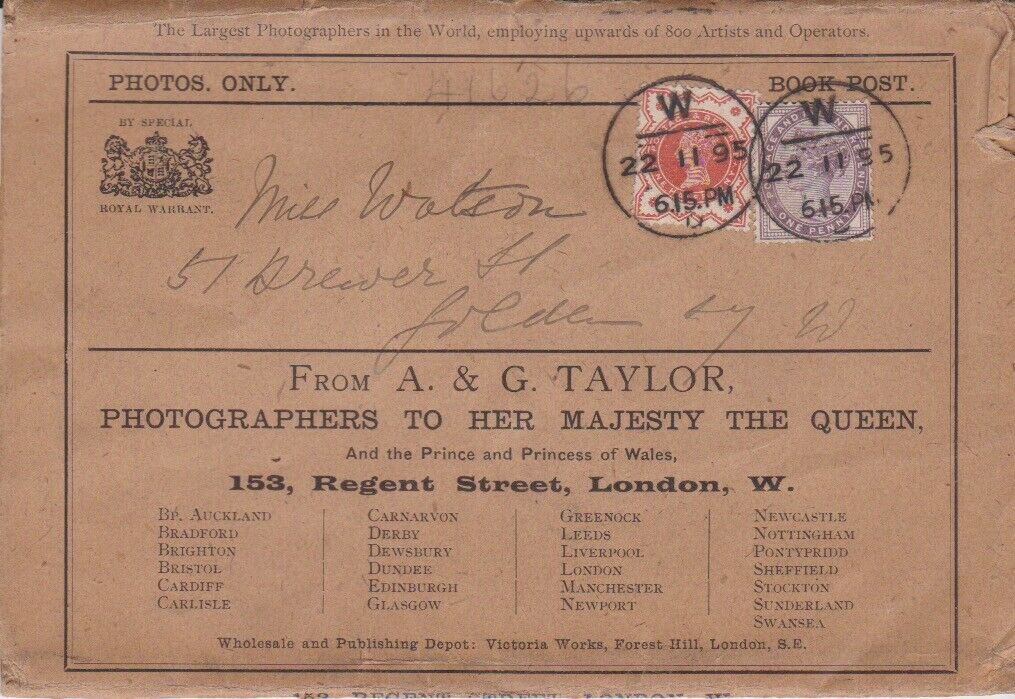 The Largest Photographers in the World, employing upwards of 800 Artists and Operators.
PHOTOS. ONLY.
41626
BOOK POST.
BY SPECIAL
ROYAL WARRANT.
W
22 11 95
6.15.PM
W
22 11 95
6.15.PM
ONE PENNY
Miss Watson
51 Brewer St
Golden Sq W
FROM A. & G. TAYLOR,
PHOTOGRAPHERS TO HER MAJESTY THE QUEEN,
And the Prince and Princess of Wales,
153, Regent Street, London, W.
BP. AUCKLAND
BRADFORD
BRIGHTON
BRISTOL
CARDIFF
CARLISLE
CARNARVON
DERBY
DEWSBURY
DUNDEE
EDINBURGH
GLASGOW
GREENOCK
LEEDS
LIVERPOOL
LONDON
MANCHESTER
NEWPORT
NEWCASTLE
NOTTINGHAM
PONTYPRIDD
SHEFFIELD
STOCKTON
SUNDERLAND
SWANSEA
Wholesale and Publishing Depot: Victoria Works, Forest Hill, London, S.E.
153, REGENT STREET, LONDON, W.